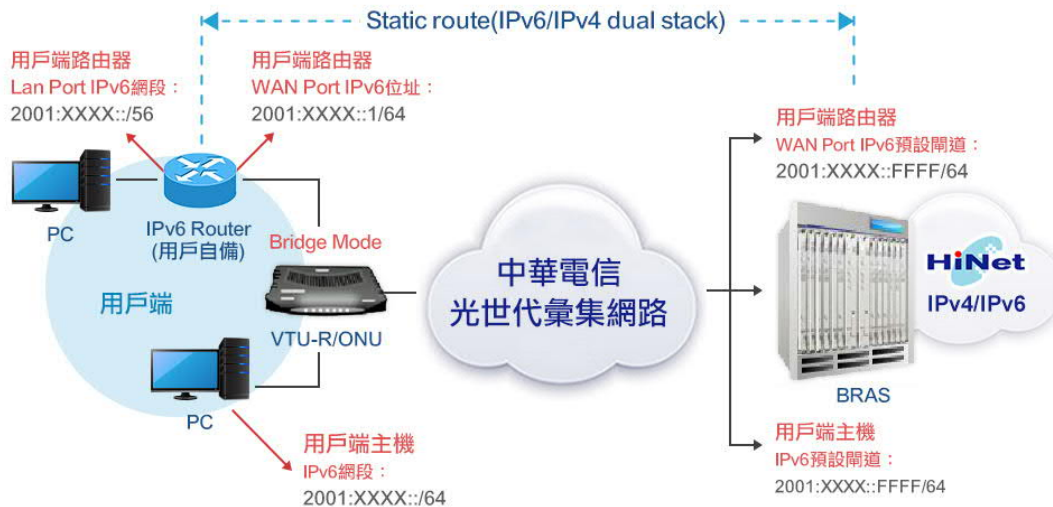 Static route(IPv6/IPv4 dual stack)
用戶端路由器
Lan Port IPv6網段：
2001:XXXX::/56
用戶端路由器
WAN Port IPv6位址：
2001:XXXX::1/64
用戶端路由器
WAN Port IPv6預設閘道：
2001:XXXX::FFFF/64
PC
IPv6 Router
(用戶自備)
Bridge Mode
用戶端
VTU-R/ONU
中華電信
光世代彙集網路
HiNet
IPv4/IPv6
BRAS
PC
用戶端主機
IPv6網段：
2001:XXXX::/64
用戶端主機
IPv6預設閘道：
2001:XXXX::FFFF/64